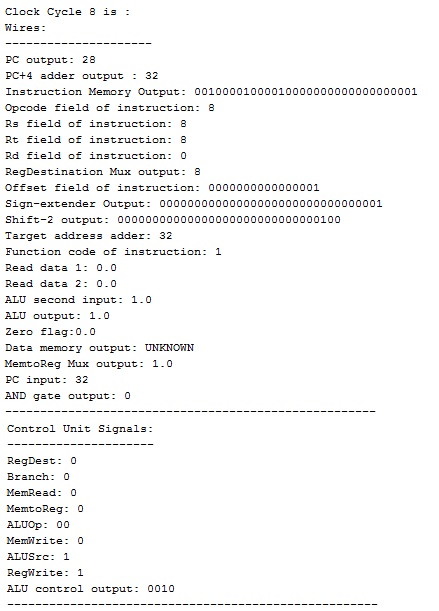 Clock Cycle 8 is :
Wires:
---------------------
PC output: 28
PC+4 adder output : 32
Instruction Memory Output: 00100001000010000000000000000001
Opcode field of instruction: 8
Rs field of instruction: 8
Rt field of instruction: 8
Rd field of instruction: 0
RegDestination Mux output: 8
Offset field of instruction: 0000000000000001
Sign-extender Output: 00000000000000000000000000000001
Shift-2 output: 00000000000000000000000000000100
Target address adder: 32
Function code of instruction: 1
Read data 1: 0.0
Read data 2: 0.0
ALU second input: 1.0
ALU output: 1.0
Zero flag:0.0
Data memory output: UNKNOWN
MemtoReg Mux output: 1.0
PC input: 32
AND gate output: 0
-----------------------------------------------------
Control Unit Signals:
---------------------
RegDest: 0
Branch: 0
MemRead: 0
MemtoReg: 0
ALUOp: 00
MemWrite: 0
ALUSrc: 1
RegWrite: 1
ALU control output: 0010
-----------------------------------------------------